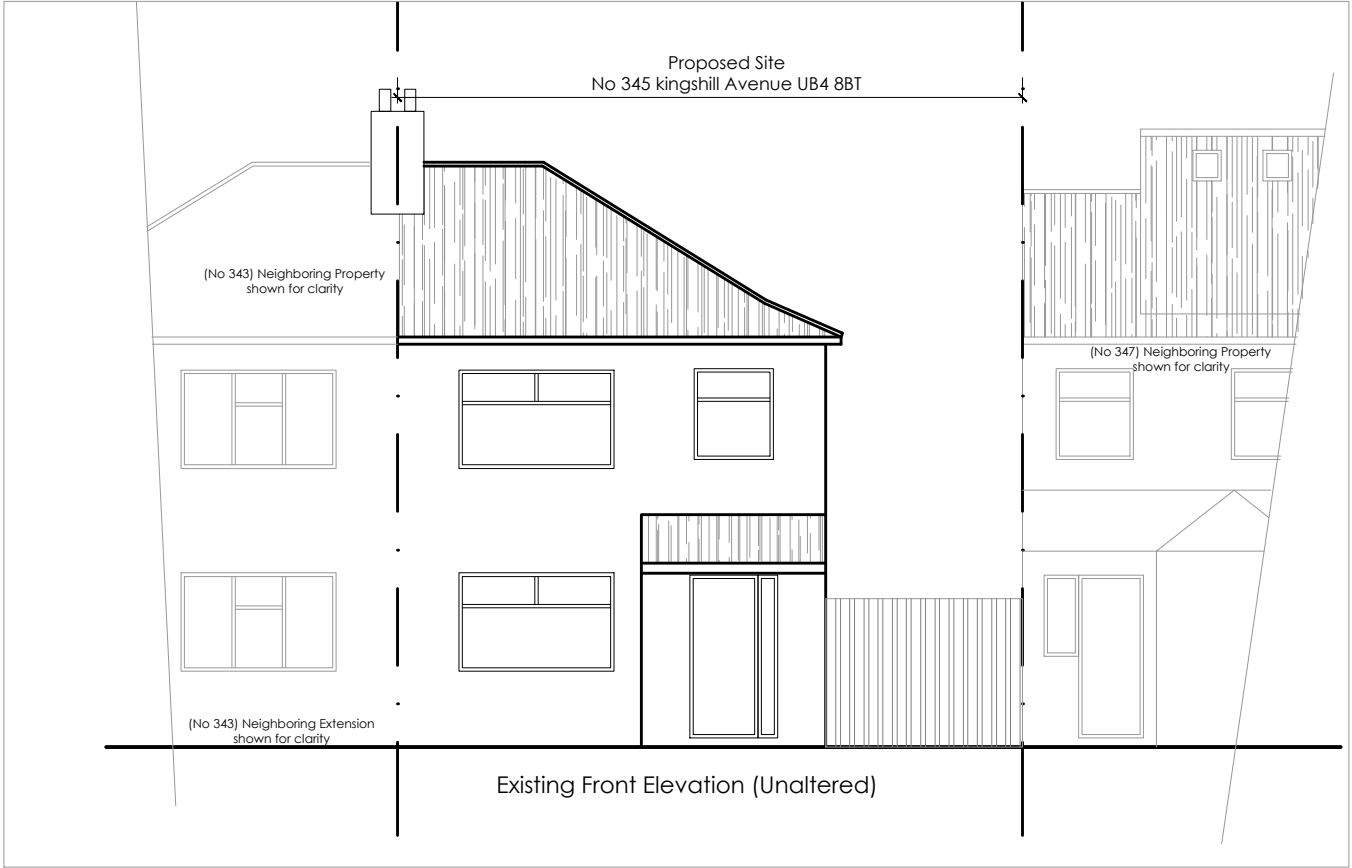 Proposed Site
No 345 kingshill Avenue UB4 8BT
(No 343) Neighboring Property
shown for clarity
(No 347) Neighboring Property
shown for clarity
(No 343) Neighboring Extension
shown for clarity
Existing Front Elevation (Unaltered)